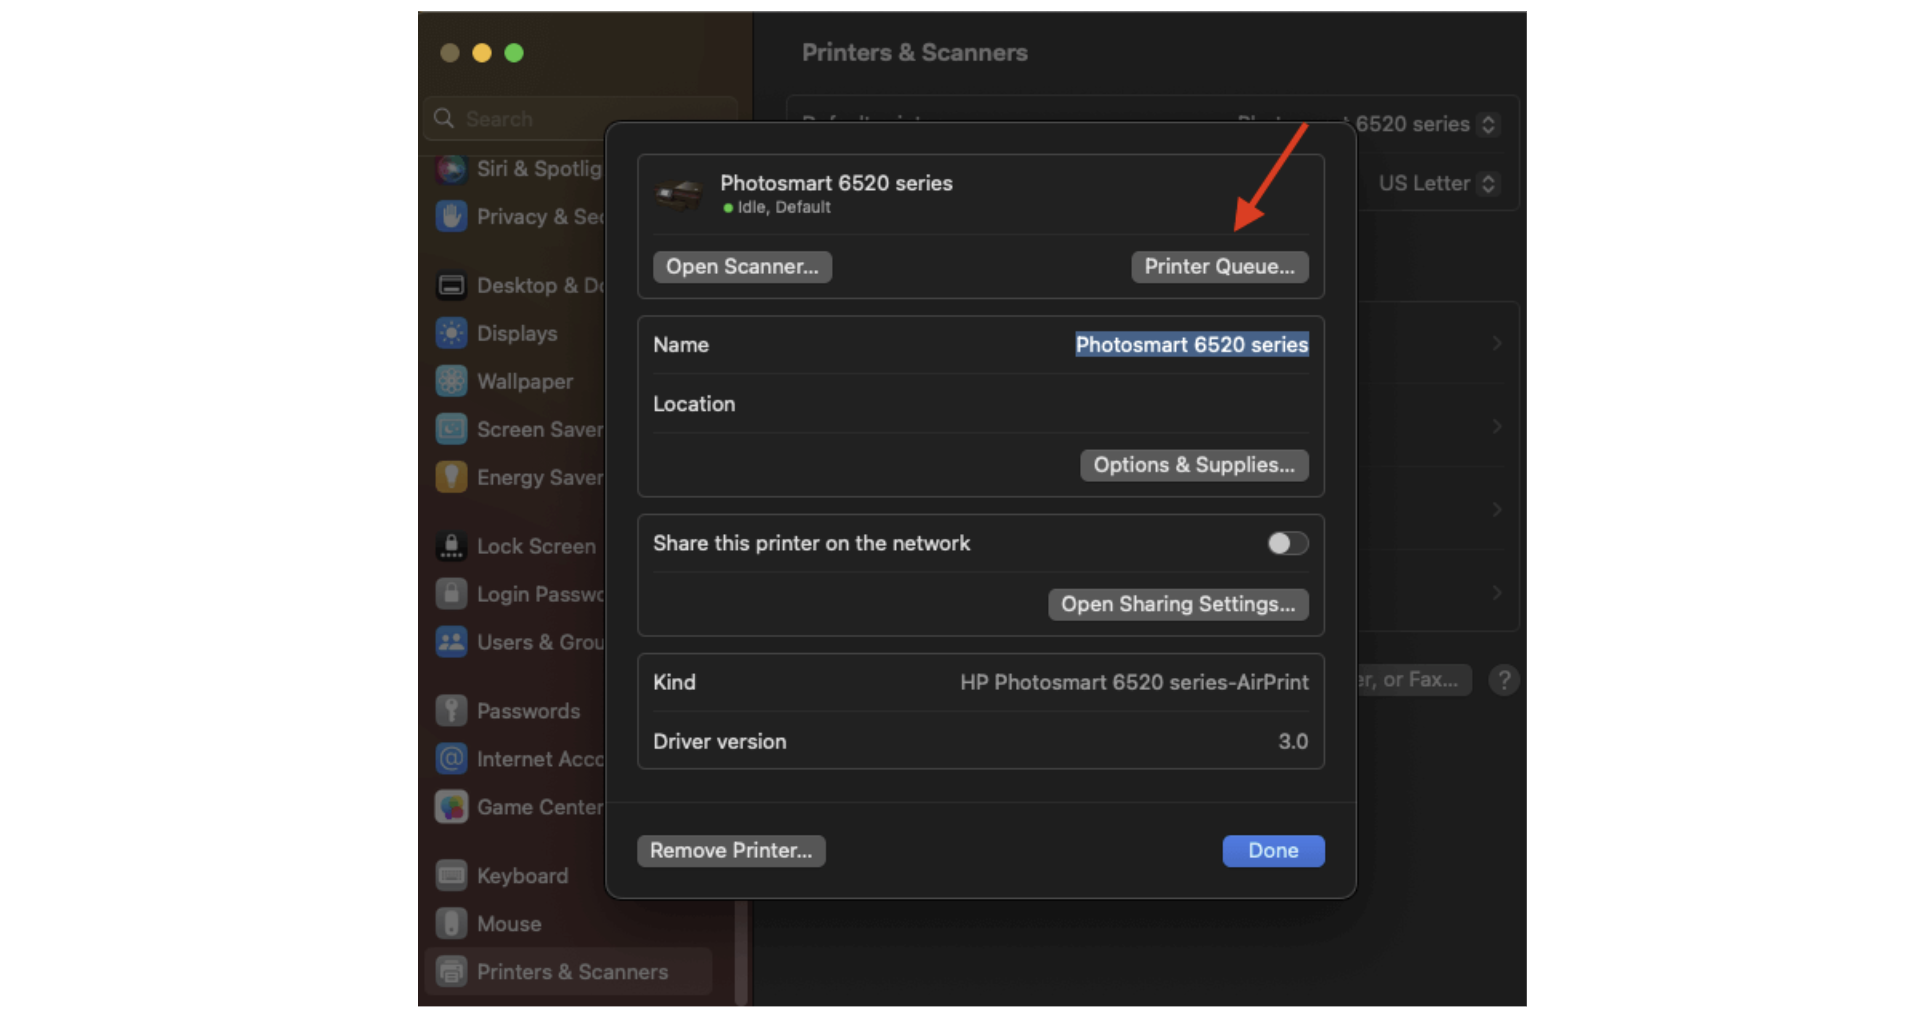 Printers & Scanners
Search
6520 series
US Letter
Siri & Spotlig
Privacy & Sec
Desktop & Do
Displays
Wallpaper
Screen Saver
Energy Saver
Lock Screen
Login Passwo
Users & Grou
Passwords
Internet Acco
Game Center
Keyboard
Mouse
Printers & Scanners
Photosmart 6520 series
Idle, Default
Open Scanner...
Printer Queue...
Name
Photosmart 6520 series
Location
Options & Supplies...
Share this printer on the network
Open Sharing Settings...
Kind
HP Photosmart 6520 series-AirPrint
Driver version
3.0
Remove Printer...
Done
er, or Fax...
?